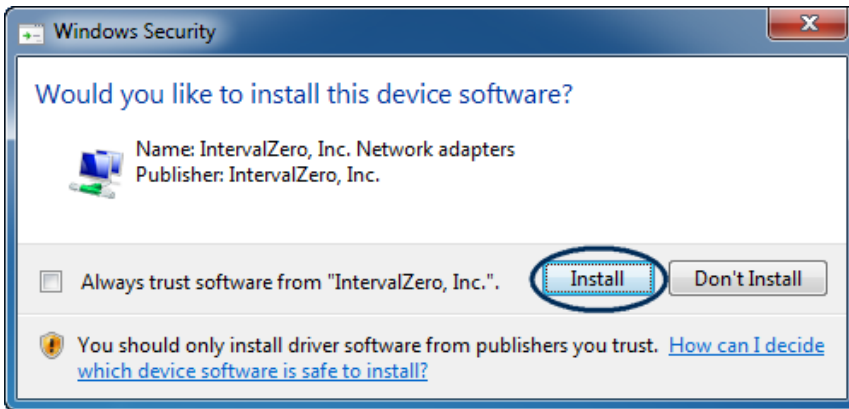 Windows Security
Would you like to install this device software?
Name: IntervalZero, Inc. Network adapters
Publisher: IntervalZero, Inc.
Always trust software from "IntervalZero, Inc.".
Install
Don't Install
You should only install driver software from publishers you trust. How can I decide
which device software is safe to install?